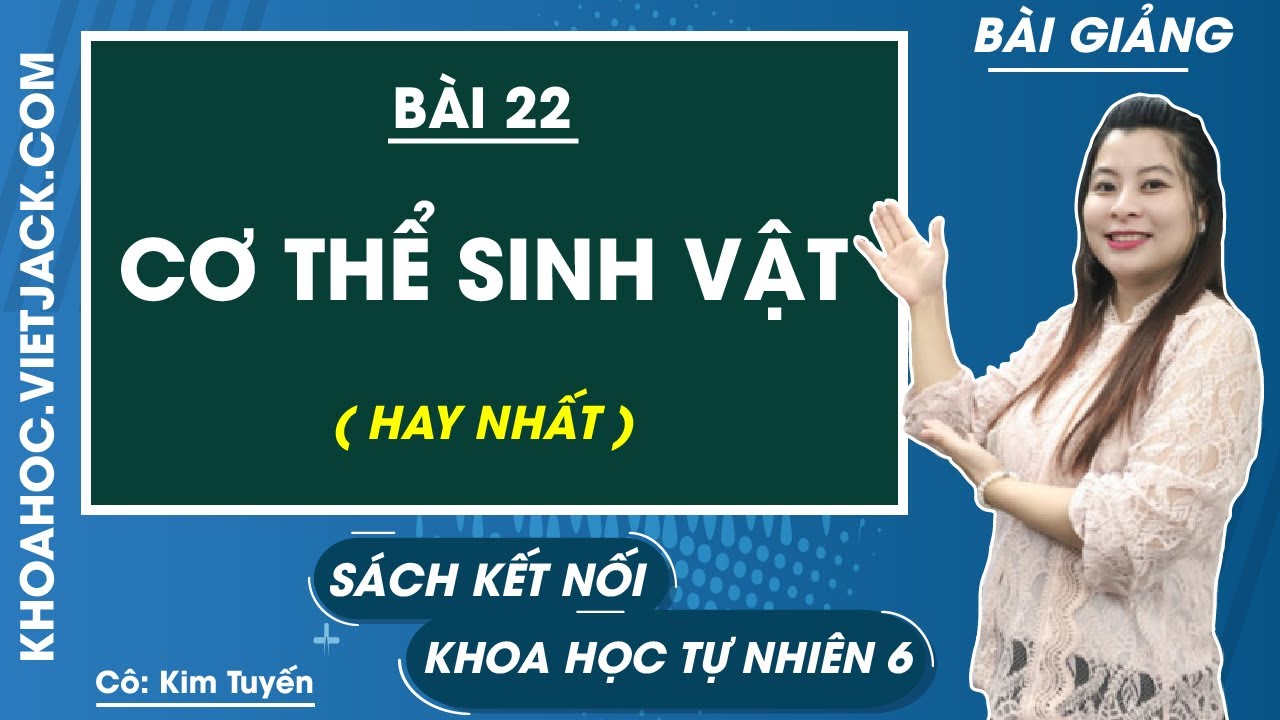 BÀI GIẢNG
KHOAHOC.VIETJACK.COM
BÀI 22
CƠ THỂ SINH VẬT
( HAY NHẤT )
SÁCH KẾT NỐI
KHOA HỌC TỰ NHIÊN 6
Cô: Kim Tuyến